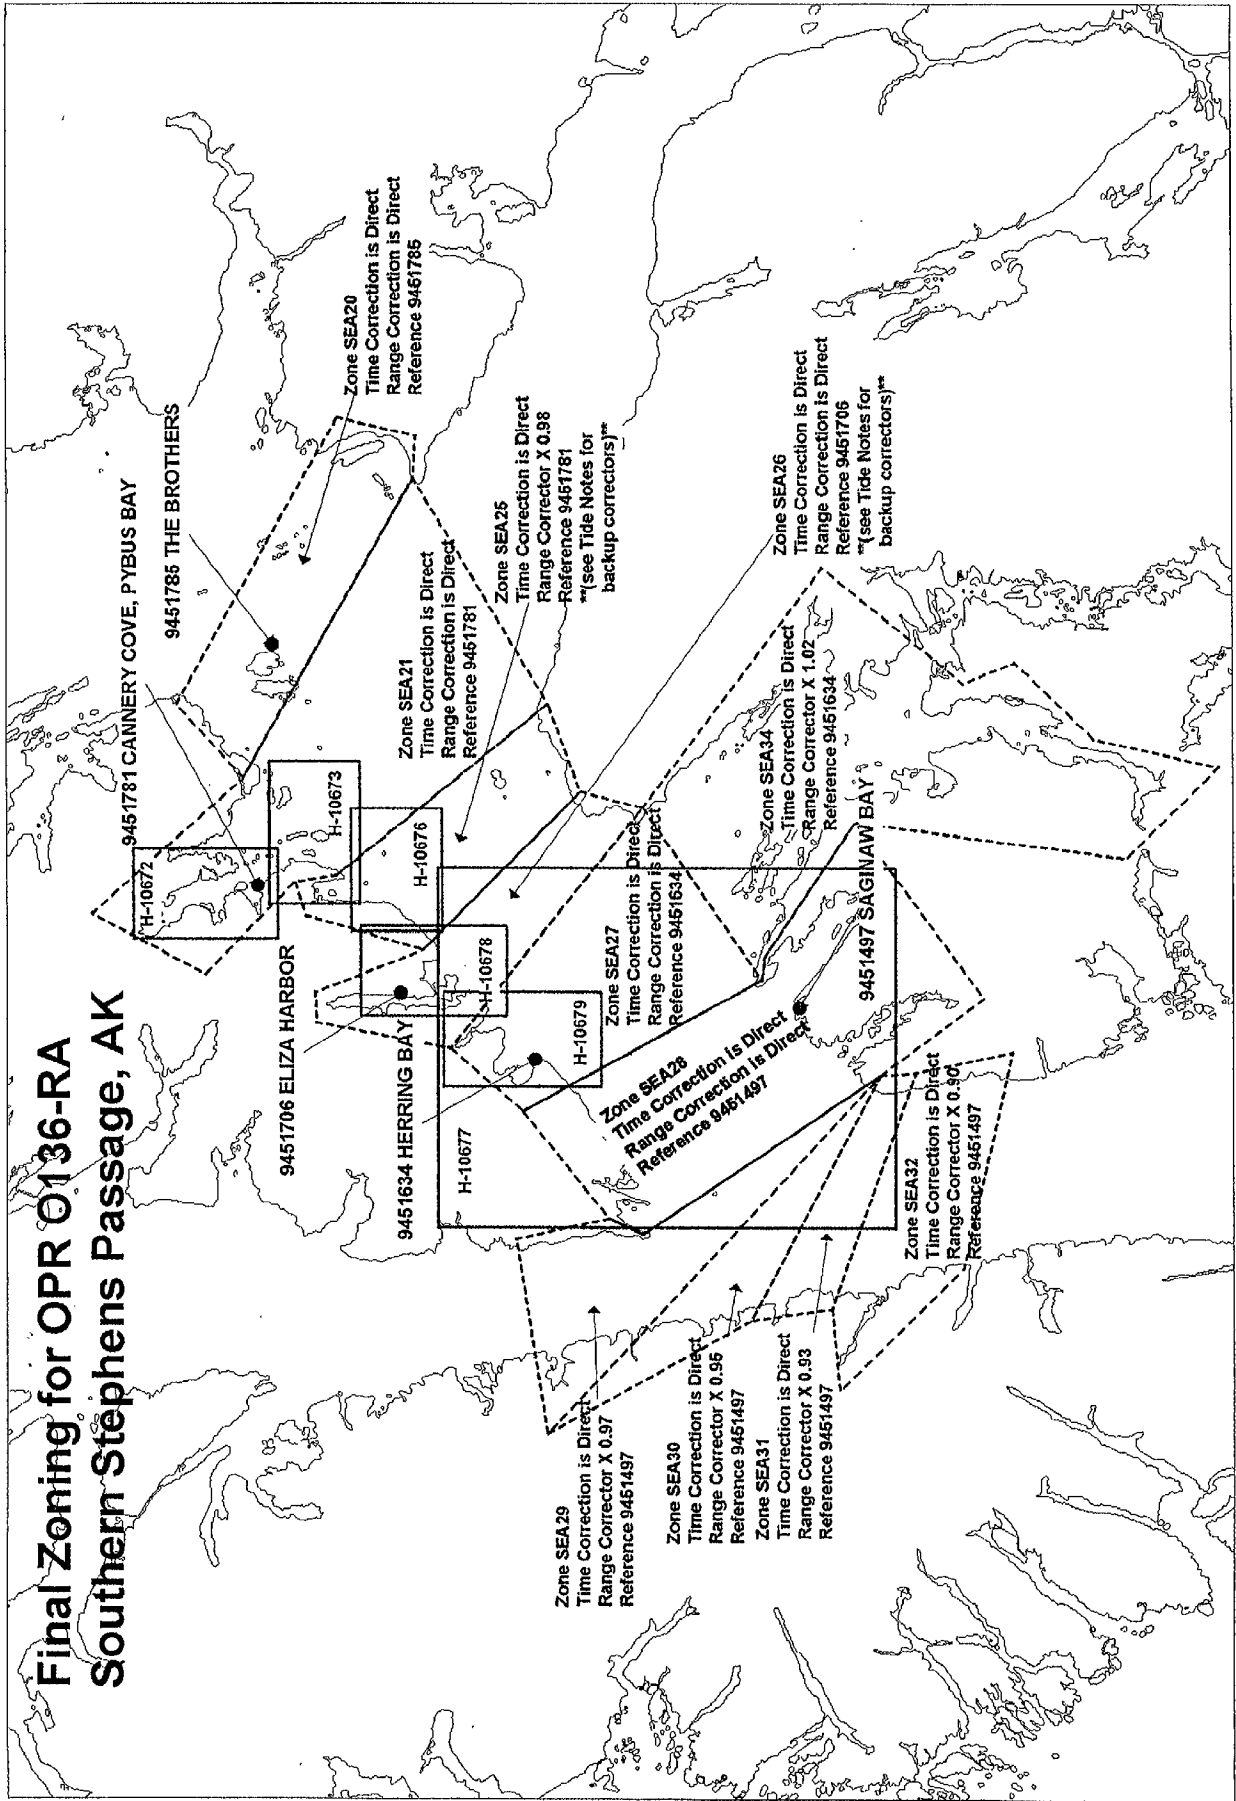 Final Zoning for OPR O136-RA
Southern Stephens Passage, AK
9451781 CANNERY COVE, PYBUS BAY
9451785 THE BROTHERS
9451706 ELIZA HARBOR
9451634 HERRING BAY
9451497 SAGINAW BAY
H-10672
H-10673
H-10676
H-10678
H-10679
H-10677
Zone SEA20
Time Correction is Direct
Range Correction is Direct
Reference 9451785
Zone SEA21
Time Correction is Direct
Range Correction is Direct
Reference 9451781
Zone SEA25
Time Correction is Direct
Range Corrector X 0.98
Reference 9451781
**(see Tide Notes for
backup correctors)**
Zone SEA26
Time Correction is Direct
Range Correction is Direct
Reference 9451706
**(see Tide Notes for
backup correctors)**
Zone SEA27
Time Correction is Direct
Range Correction is Direct
Reference 9451634
Zone SEA34
Time Correction is Direct
Range Corrector X 1.02
Reference 9451634
Zone SEA28
Time Correction is Direct
Range Correction is Direct
Reference 9451497
Zone SEA29
Time Correction is Direct
Range Corrector X 0.97
Reference 9451497
Zone SEA30
Time Correction is Direct
Range Corrector X 0.95
Reference 9451497
Zone SEA31
Time Correction is Direct
Range Corrector X 0.93
Reference 9451497
Zone SEA32
Time Correction is Direct
Range Corrector X 0.90
Reference 9451497